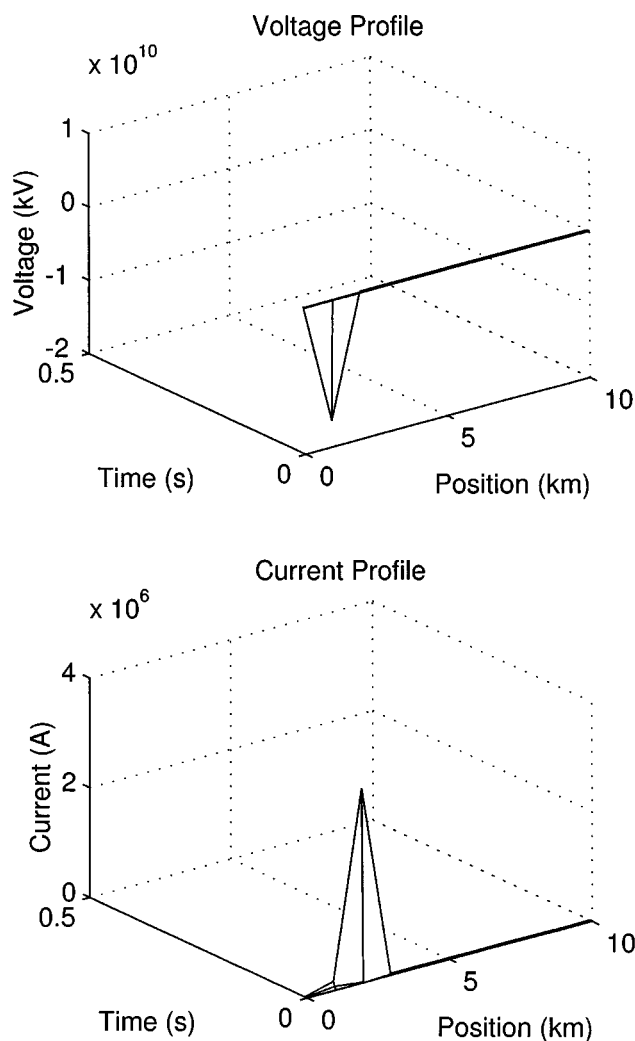 Voltage Profile
x 10^10
1
0
-1
-2
Voltage (kV)
0.5
0
Time (s)
0
5
10
Position (km)
Current Profile
x 10^6
4
2
0
Current (A)
0.5
0
Time (s)
0
5
10
Position (km)